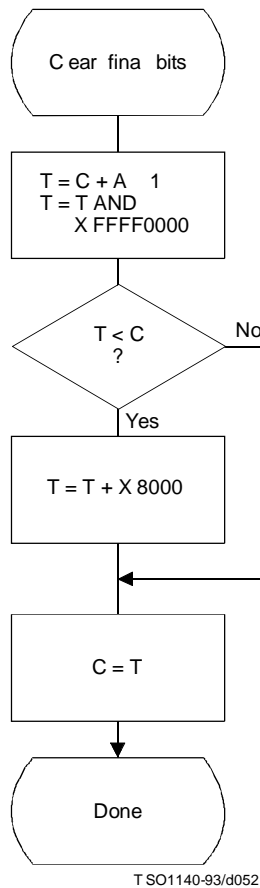 C ear fina bits
T = C + A 1
T = T AND
X FFFF0000
T < C
?
No
Yes
T = T + X 8000
C = T
Done
T SO1140-93/d052